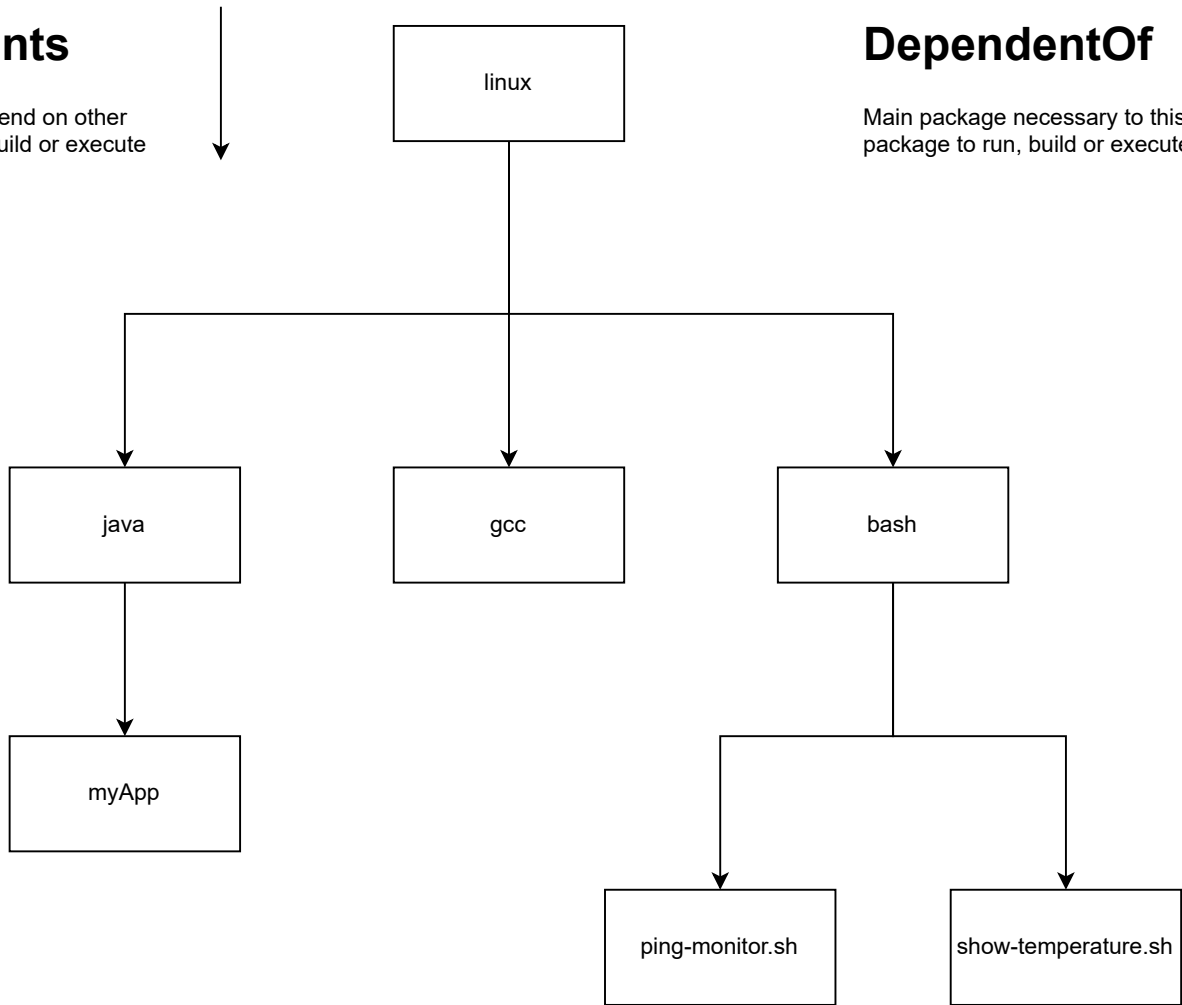 nts
end on other
uild or execute
linux
DependentOf
Main package necessary to this
package to run, build or execute
java
gcc
bash
myApp
ping-monitor.sh
show-temperature.sh